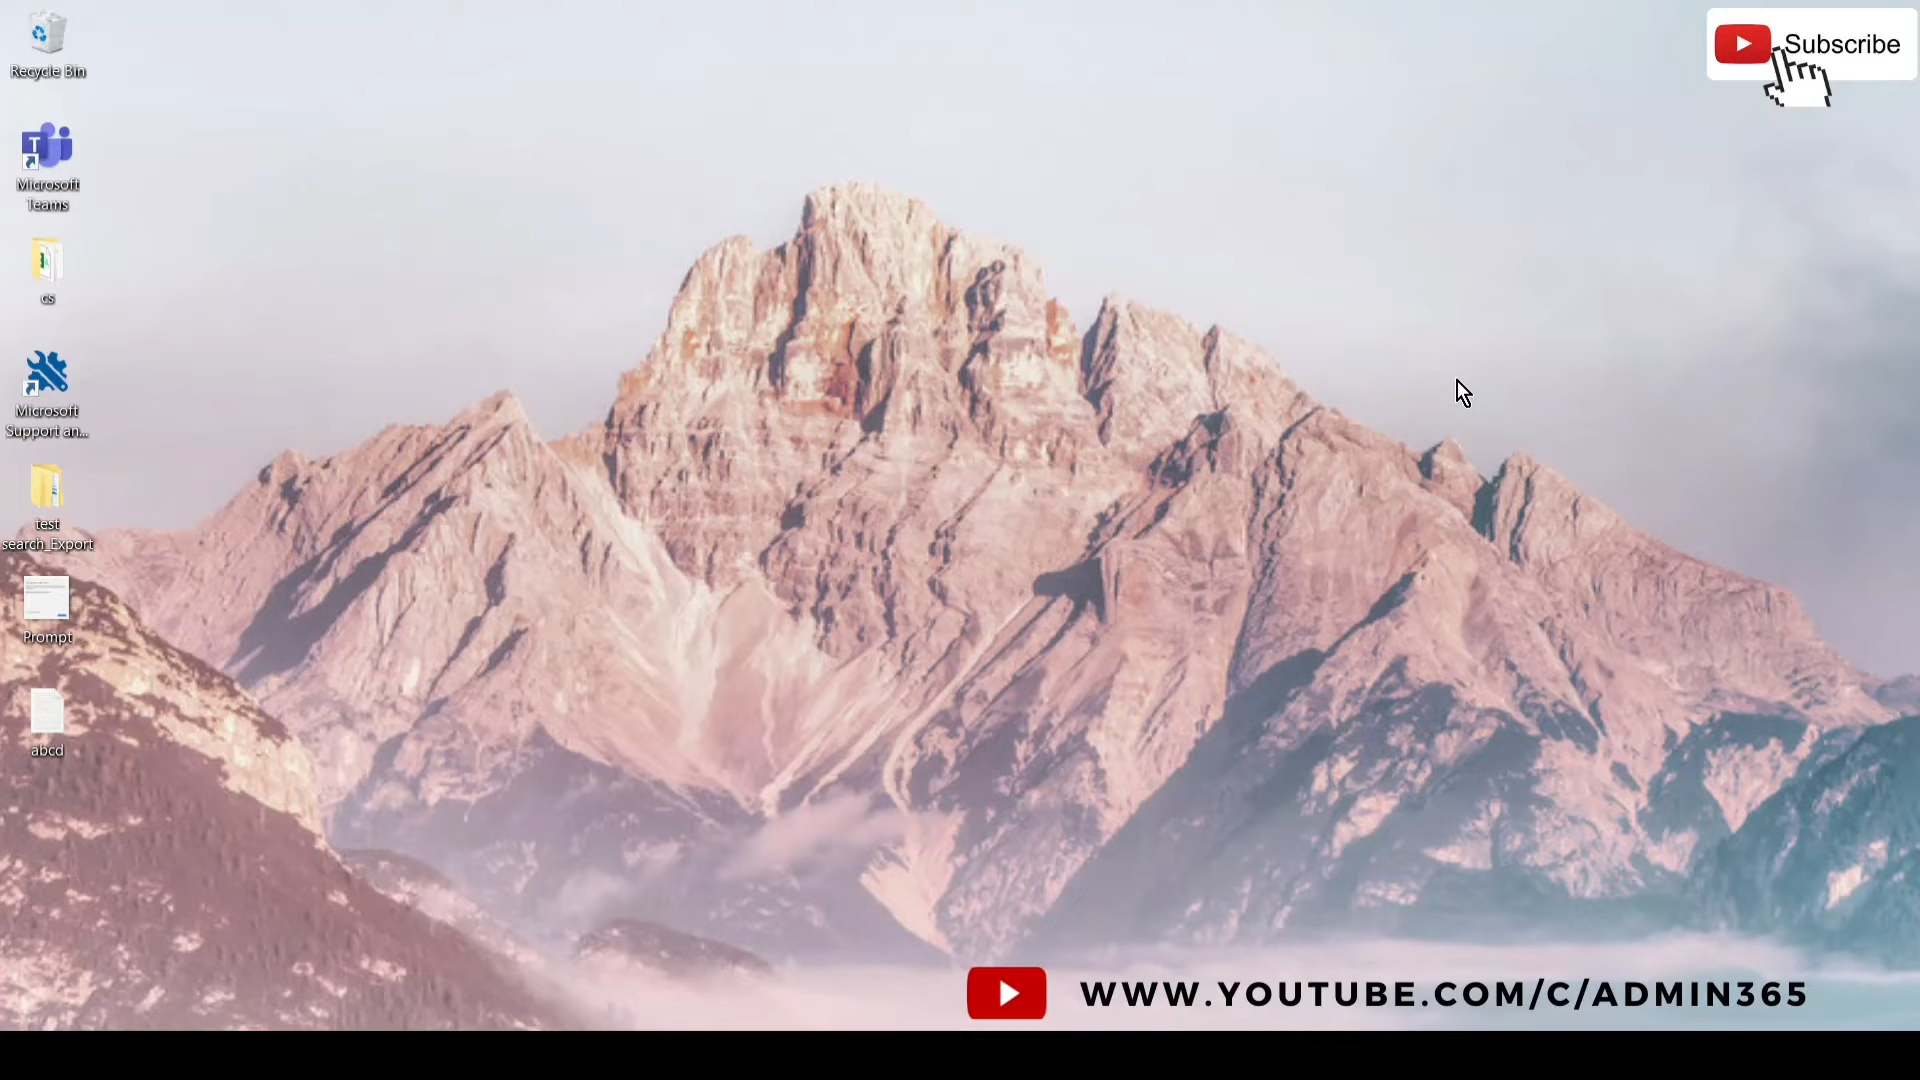 Recycle Bin
Microsoft
Teams
cs
Microsoft
Support an...
test
search_Export
Prompt
abcd
Subscribe
WWW.YOUTUBE.COM/C/ADMIN365